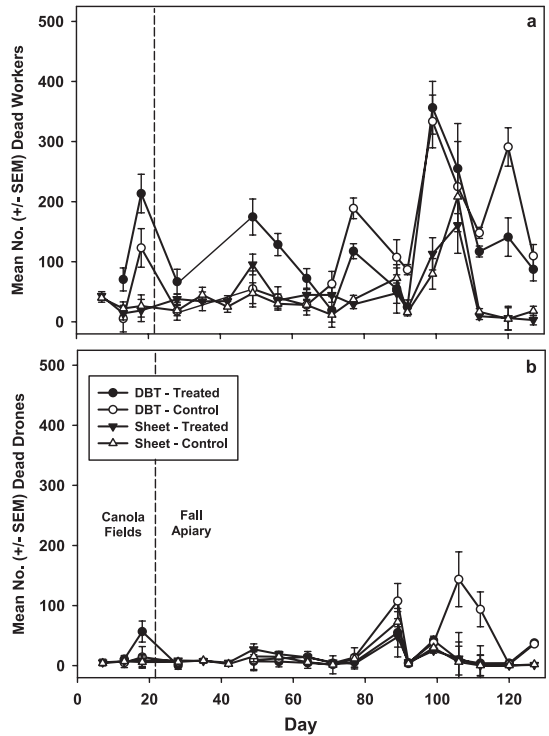 500
400
300
200
100
0
Mean No. (+/- SEM) Dead Workers
a
500
400
300
200
100
0
Mean No. (+/- SEM) Dead Drones
b
DBT - Treated
DBT - Control
Sheet - Treated
Sheet - Control
Canola Fall
Fields Apiary
0 20 40 60 80 100 120
Day